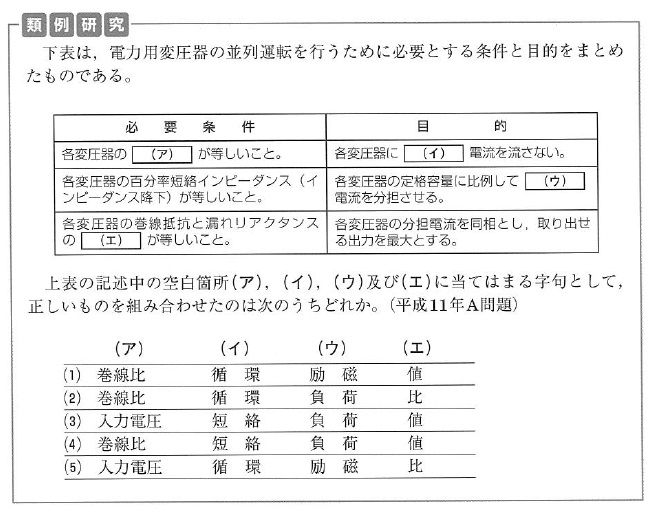 類例研究
下表は，電力用変圧器の並列運転を行うために必要とする条件と目的をまとめ
たものである。
必要条件 目的
各変圧器の （ア） が等しいこと。 各変圧器に （イ） 電流を流さない。
各変圧器の百分率短絡インピーダンス（イ
ンピーダンス降下）が等しいこと。
各変圧器の定格容量に比例して （ウ）
電流を分担させる。
各変圧器の巻線抵抗と漏れリアクタンス
の （エ） が等しいこと。
各変圧器の分担電流を同相とし，取り出せ
る出力を最大とする。
上表の記述中の空白箇所（ア），（イ），（ウ）及び（エ）に当てはまる字句として，
正しいものを組み合わせたのは次のうちどれか。（平成11年A問題）
（ア） （イ） （ウ） （エ）
(1) 巻線比 循環 励磁 値
(2) 巻線比 循環 負荷 比
(3) 入力電圧 短絡 負荷 値
(4) 巻線比 短絡 負荷 値
(5) 入力電圧 循環 励磁 比